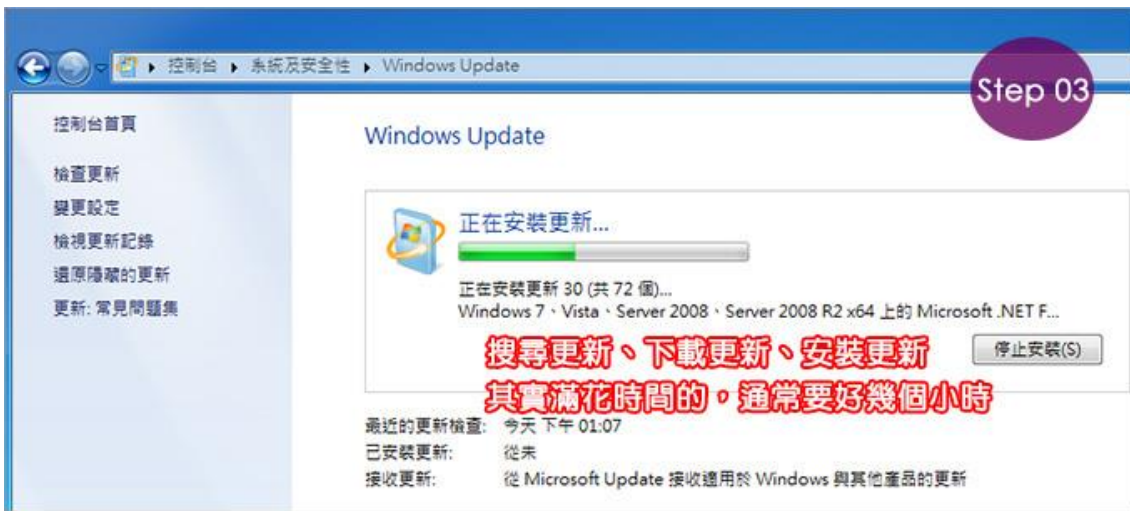 控制台 ▸ 系統及安全性 ▸ Windows Update
Step 03
控制台首頁
檢查更新
變更設定
檢視更新記錄
還原隱藏的更新
更新: 常見問題集
Windows Update
正在安裝更新...
正在安裝更新 30 (共 72 個)...
Windows 7、Vista、Server 2008、Server 2008 R2 x64 上的 Microsoft .NET F...
停止安裝(S)
搜尋更新、下載更新、安裝更新
其實滿花時間的，通常要好幾個小時
最近的更新檢查: 今天 下午 01:07
已安裝更新: 從未
接收更新: 從 Microsoft Update 接收適用於 Windows 與其他產品的更新